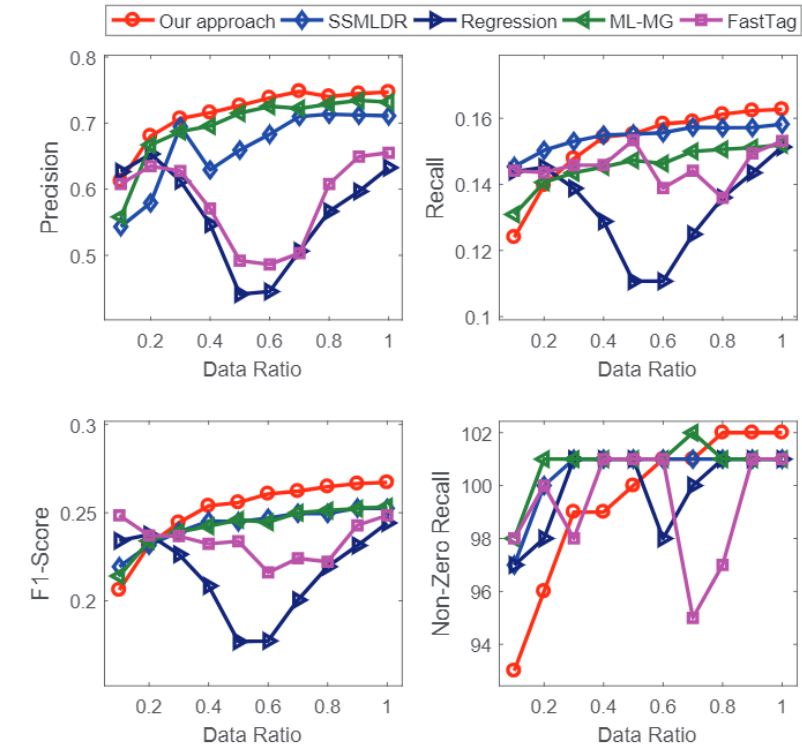 Our approach SSMLDR Regression ML-MG FastTag
0.8
0.7
0.6
0.5
Precision
0.2 0.4 0.6 0.8 1
Data Ratio
0.16
0.14
0.12
0.1
Recall
0.2 0.4 0.6 0.8 1
Data Ratio
0.3
0.25
0.2
F1-Score
0.2 0.4 0.6 0.8 1
Data Ratio
102
100
98
96
94
Non-Zero Recall
0.2 0.4 0.6 0.8 1
Data Ratio